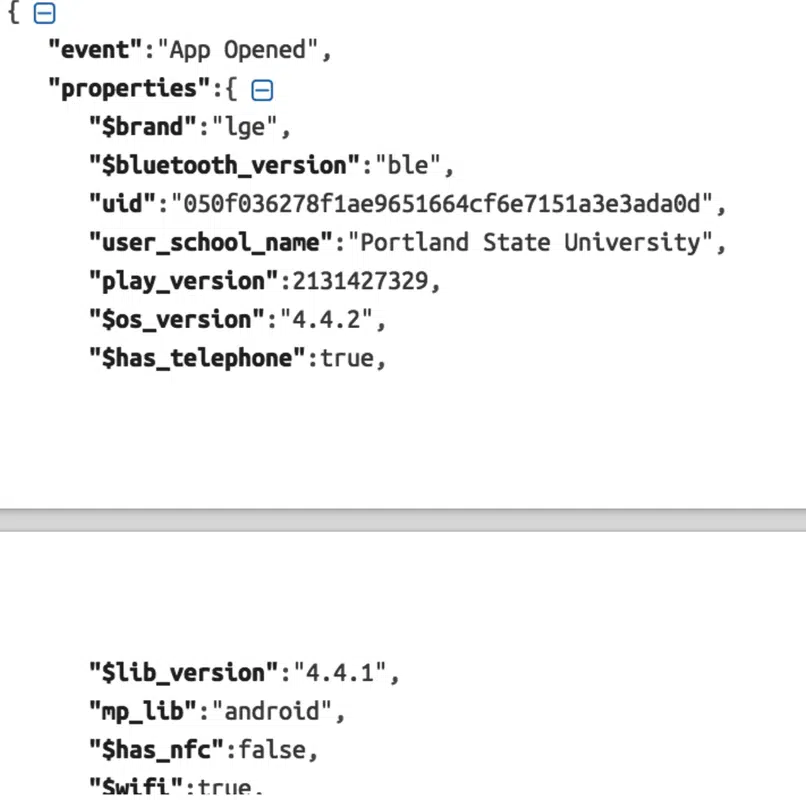 {
"event":"App Opened",
"properties":{
"$brand":"lge",
"$bluetooth_version":"ble",
"uid":"050f036278f1ae9651664cf6e7151a3e3ada0d",
"user_school_name":"Portland State University",
"play_version":2131427329,
"$os_version":"4.4.2",
"$has_telephone":true,
"$lib_version":"4.4.1",
"mp_lib":"android",
"$has_nfc":false,
"$wifi":true,